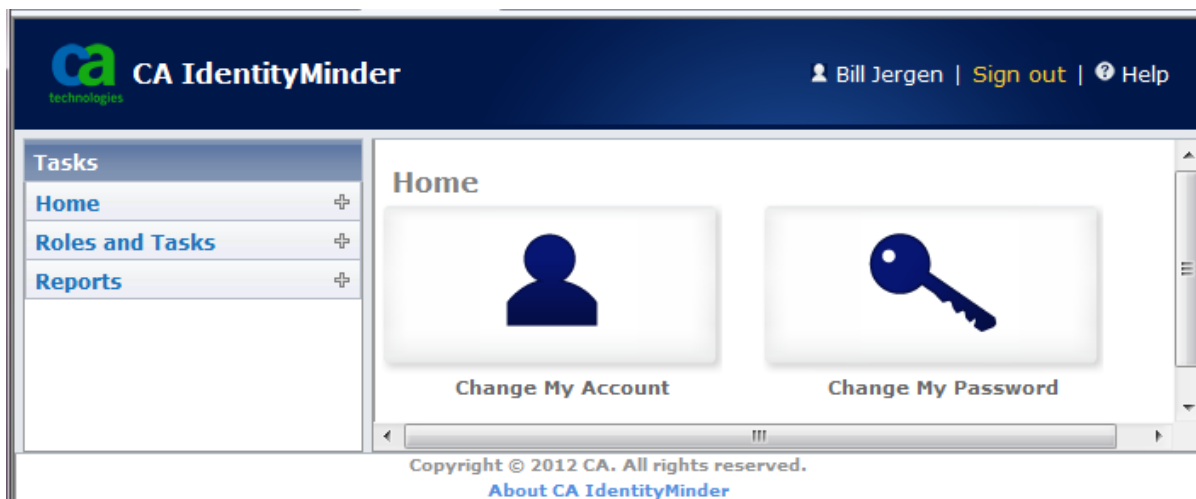 ca
technologies
CA IdentityMinder
Bill Jergen | Sign out | ? Help
Tasks
Home
Roles and Tasks
Reports
Home
Change My Account
Change My Password
Copyright © 2012 CA. All rights reserved.
About CA IdentityMinder